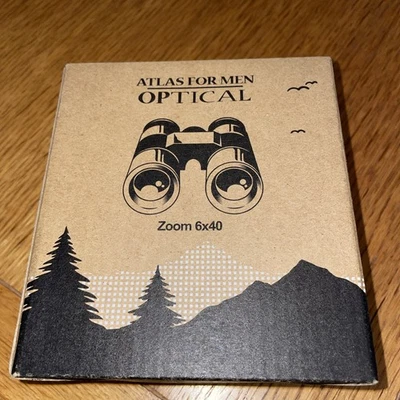 ATLAS FOR MEN
OPTICAL
Zoom 6x40